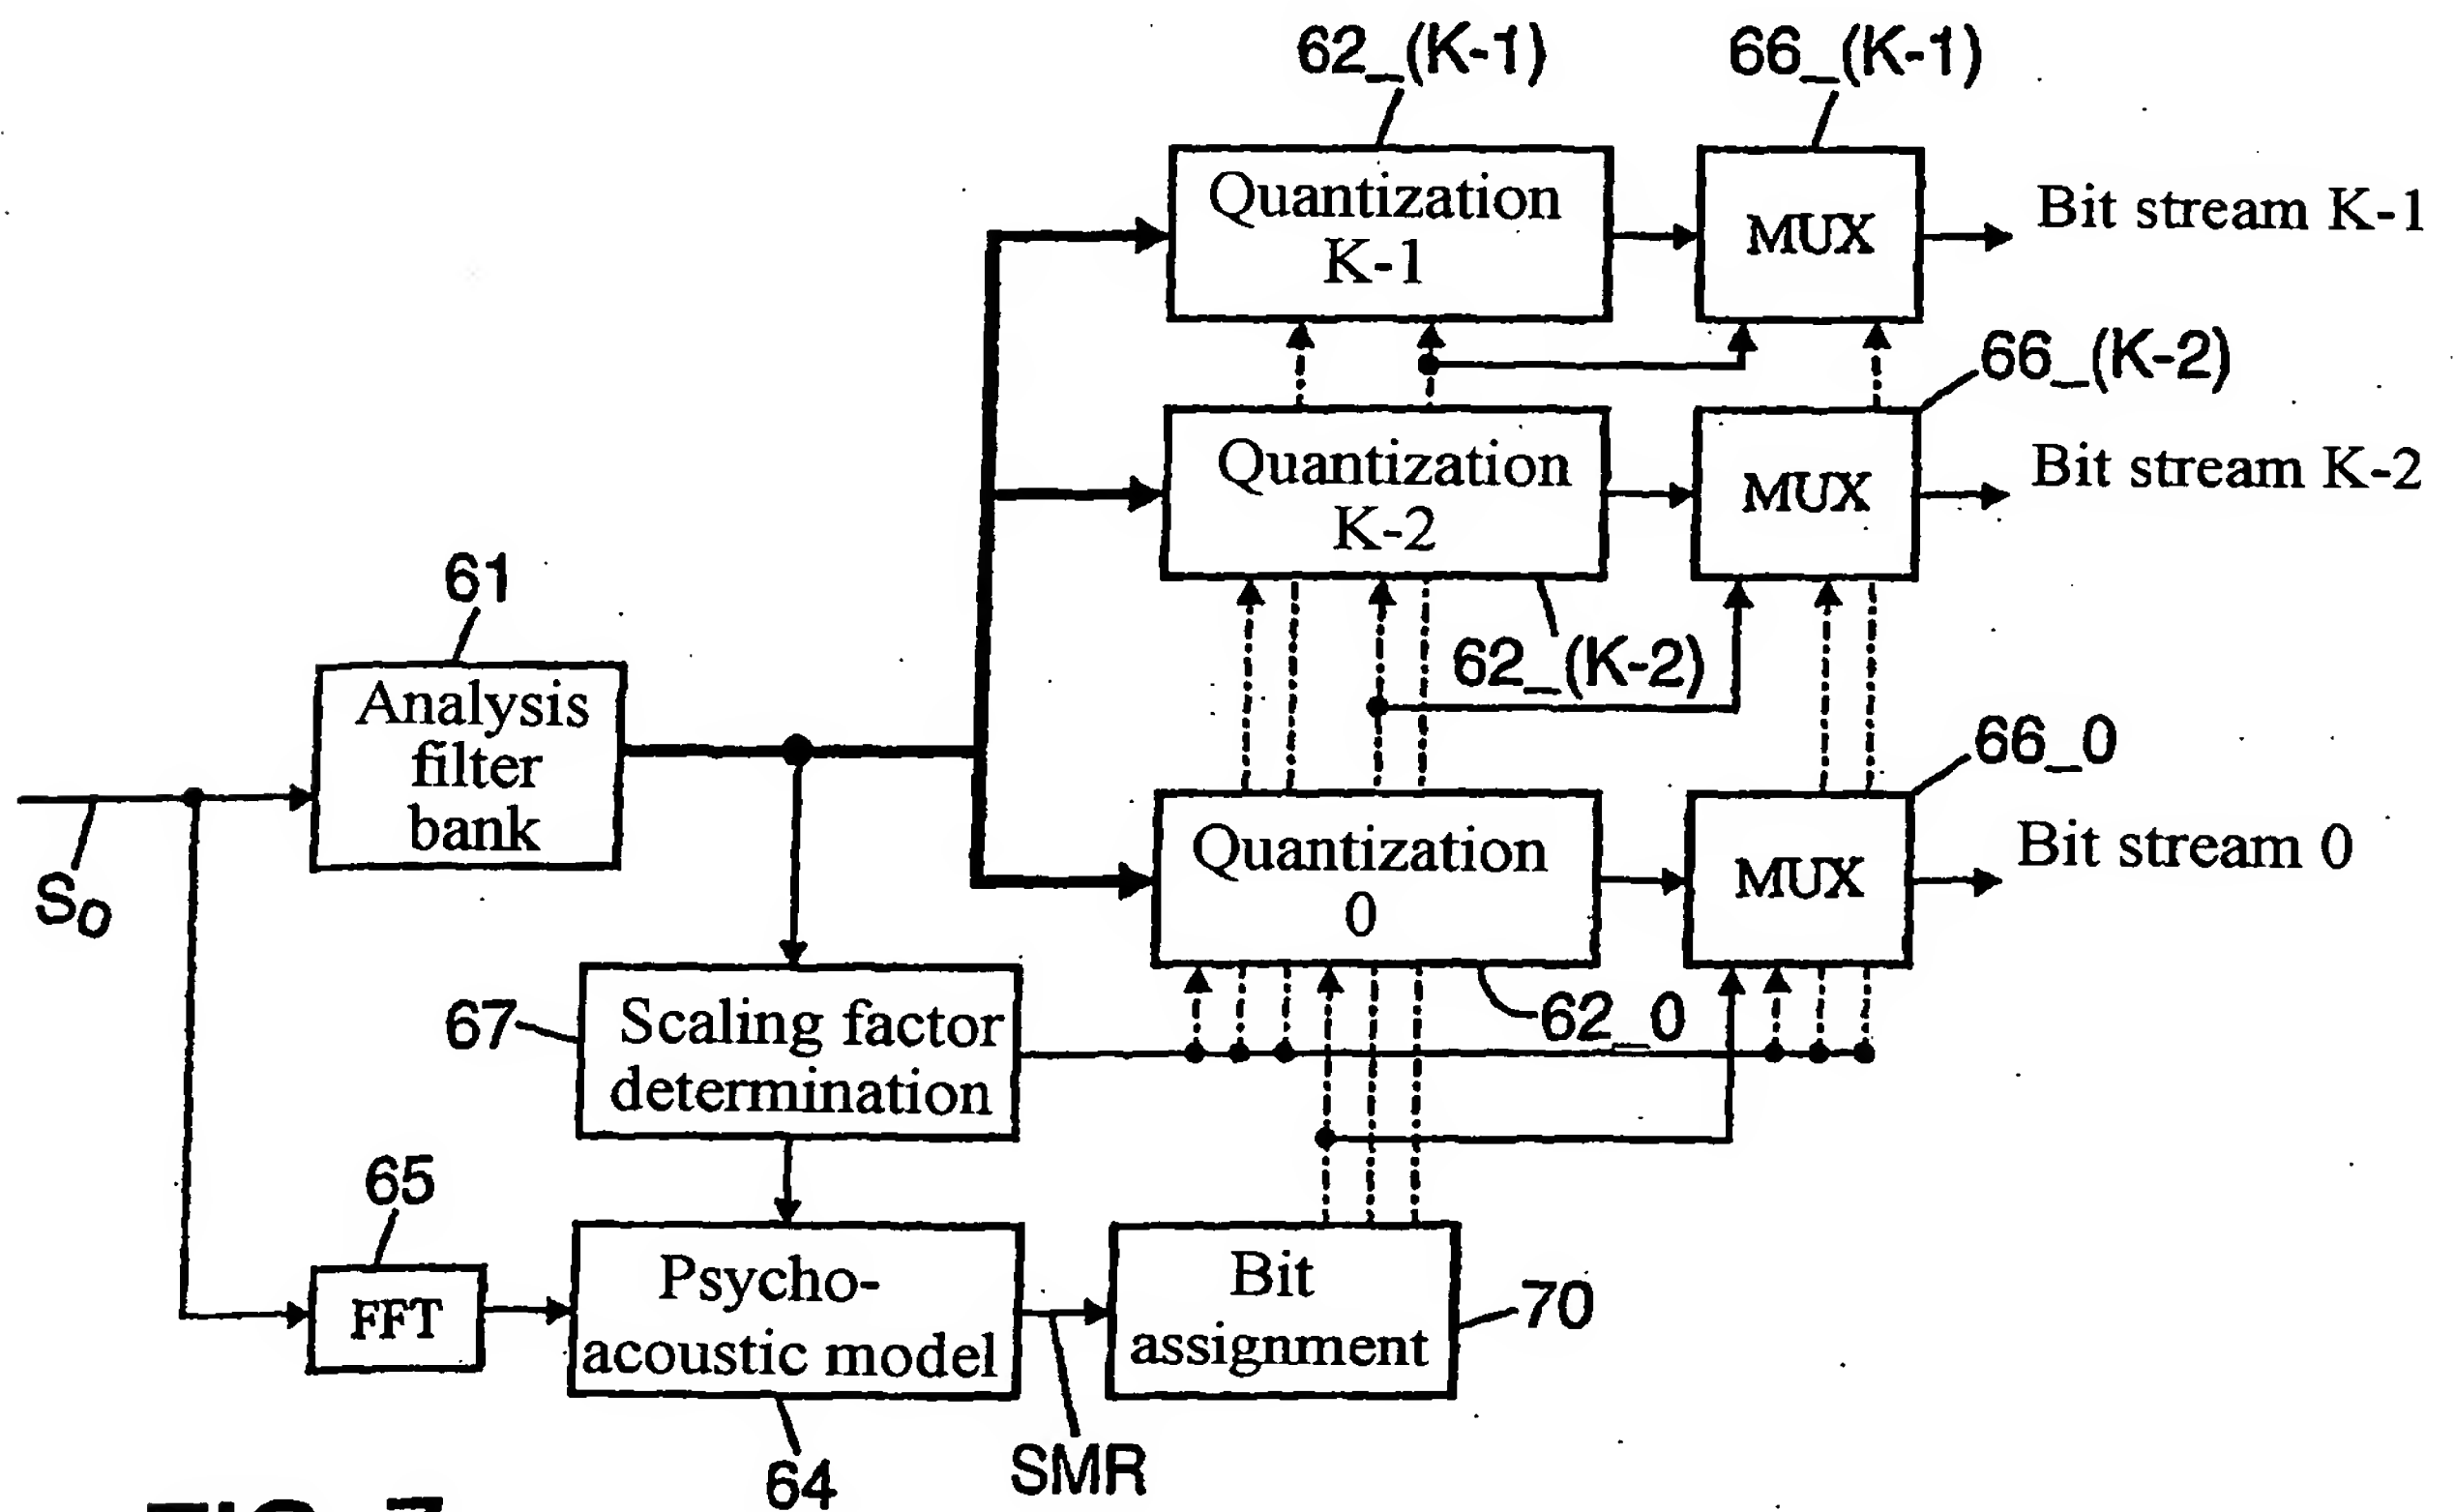 62_(K-1)
66_(K-1)
Quantization
K-1
MUX
Bit stream K-1
66_(K-2)
Quantization
K-2
MUX
Bit stream K-2
61
62_(K-2)
Analysis
filter
bank
66_0
Quantization
0
MUX
Bit stream 0
S0
67
Scaling factor
determination
62_0
65
FFT
Psycho-
acoustic model
Bit
assignment
70
64
SMR